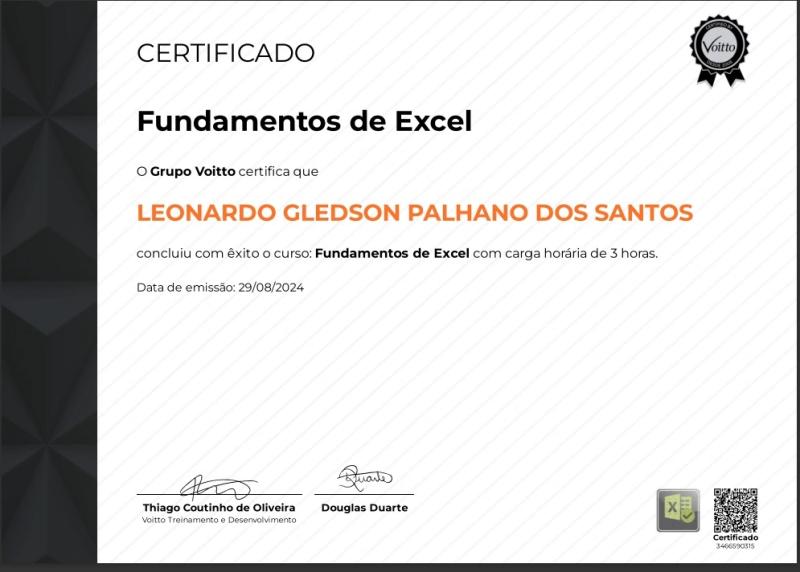 CERTIFICADO
Voitto
Fundamentos de Excel
O Grupo Voitto certifica que
LEONARDO GLEDSON PALHANO DOS SANTOS
concluiu com êxito o curso: Fundamentos de Excel com carga horária de 3 horas.
Data de emissão: 29/08/2024
Duarte
Thiago Coutinho de Oliveira
Voitto Treinamento e Desenvolvimento
Douglas Duarte
X
Certificado
3466590315